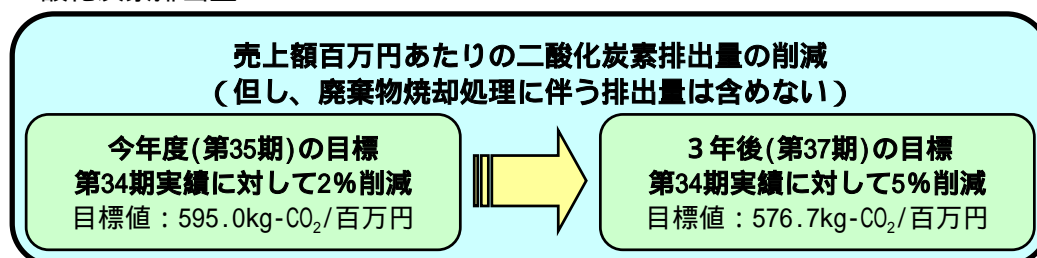 売上額百万円あたりの二酸化炭素排出量の削減
（但し、廃棄物焼却処理に伴う排出量は含めない）
今年度(第35期)の目標
第34期実績に対して2％削減
目標値：595.0kg-CO₂/百万円
３年後(第37期)の目標
第34期実績に対して5％削減
目標値：576.7kg-CO₂/百万円